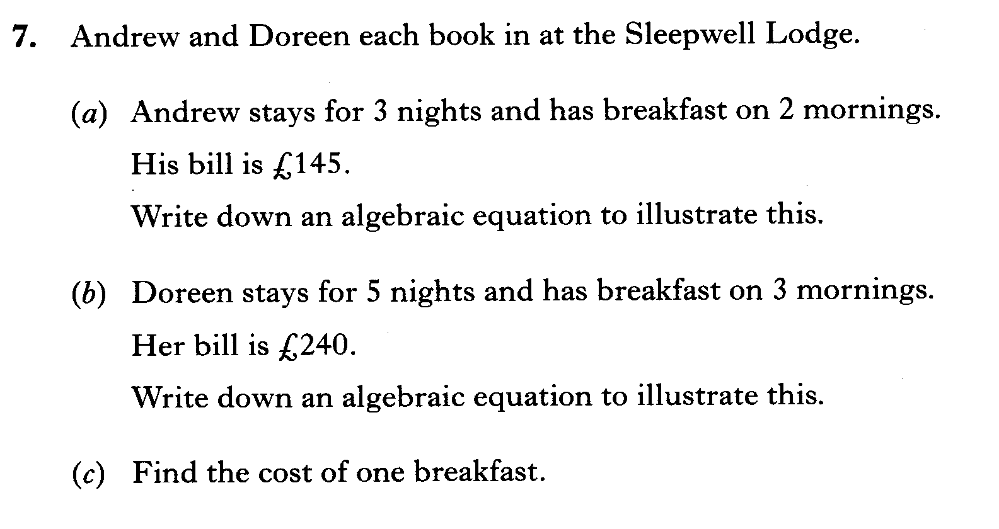 7. Andrew and Doreen each book in at the Sleepwell Lodge.
(a) Andrew stays for 3 nights and has breakfast on 2 mornings.
His bill is £145.
Write down an algebraic equation to illustrate this.
(b) Doreen stays for 5 nights and has breakfast on 3 mornings.
Her bill is £240.
Write down an algebraic equation to illustrate this.
(c) Find the cost of one breakfast.